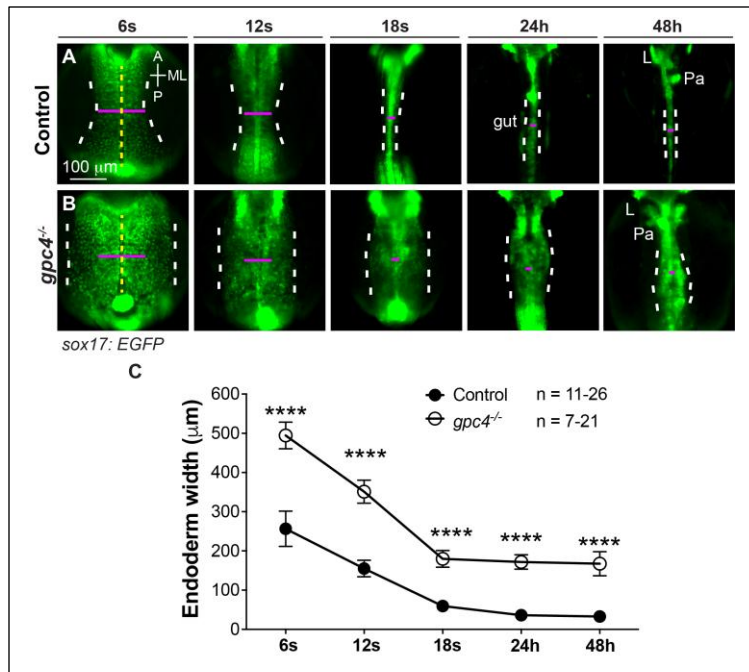 6s 12s 18s 24h 48h
A
A
ML
P
L
Pa
gut
Control
100 μm
B
L
Pa
gpc4-/-
sox17: EGFP
C
Control n = 11-26
gpc4-/- n = 7-21
Endoderm width (μm)
600
500
400
300
200
100
0
**** **** **** **** ****
6s 12s 18s 24h 48h